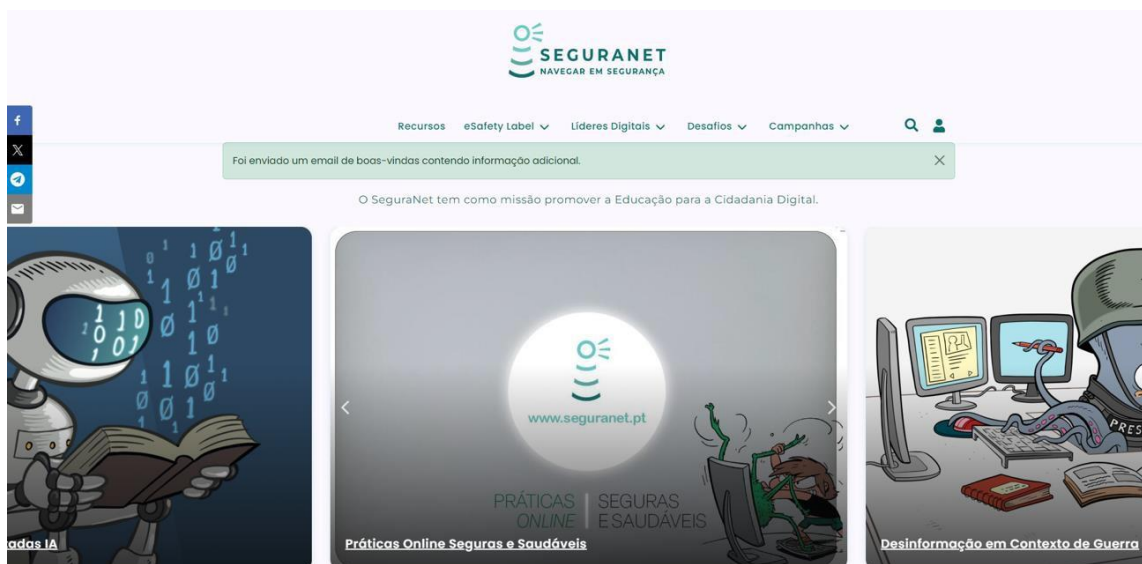 SEGURANET
NAVEGAR EM SEGURANÇA
Recursos eSafety Label Líderes Digitais Desafios Campanhas
Foi enviado um email de boas-vindas contendo informação adicional.
O SeguraNet tem como missão promover a Educação para a Cidadania Digital.
www.seguranet.pt
PRÁTICAS ONLINE
SEGURAS E SAUDÁVEIS
PRES
adas IA
Práticas Online Seguras e Saudáveis
Desinformação em Contexto de Guerra